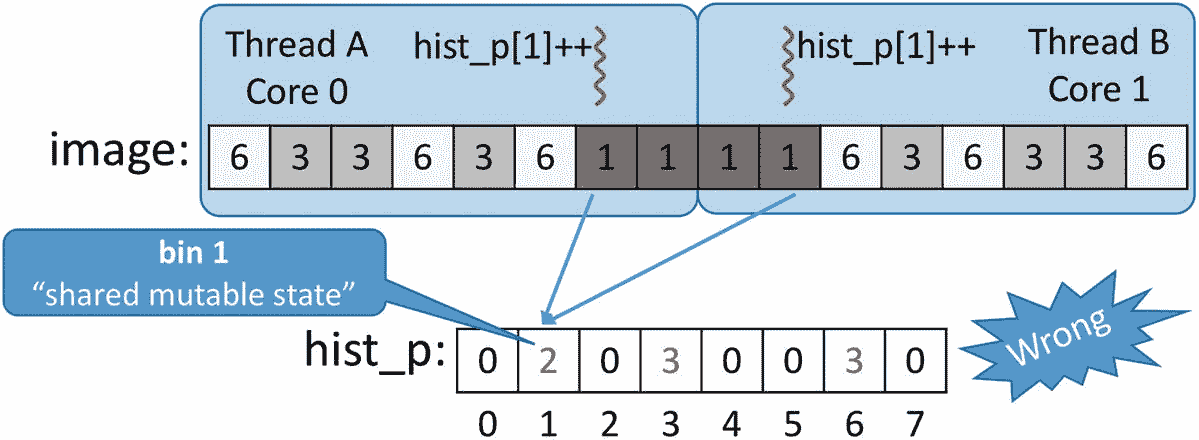 Thread A
Core 0
hist_p[1]++
hist_p[1]++
Thread B
Core 1
image: 6 3 3 6 3 6 1 1 1 1 6 3 6 3 3 6
bin 1
“shared mutable state”
hist_p: 0 2 0 3 0 0 3 0
0 1 2 3 4 5 6 7
Wrong